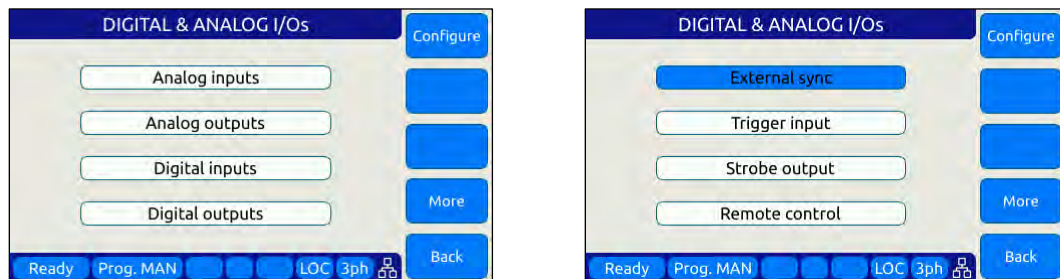 DIGITAL & ANALOG I/Os
Configure
Analog inputs
Analog outputs
Digital inputs
Digital outputs
More
Back
Ready Prog. MAN LOC 3ph
DIGITAL & ANALOG I/Os
Configure
External sync
Trigger input
Strobe output
Remote control
More
Back
Ready Prog. MAN LOC 3ph